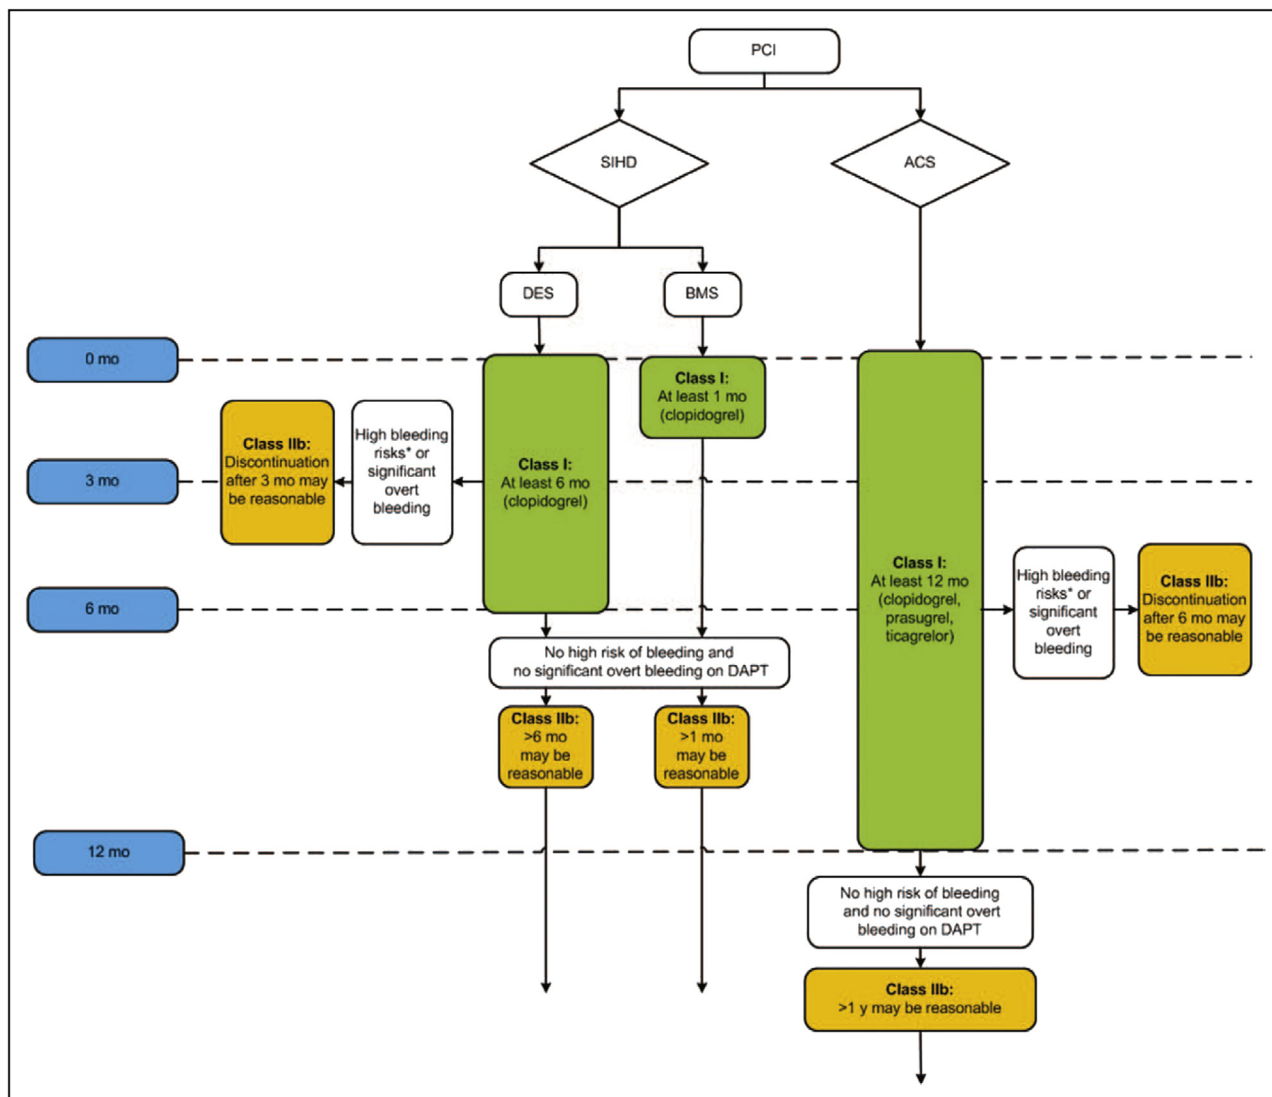 PCI
SIHD
ACS
DES
BMS
0 mo
Class I:
At least 1 mo
(clopidogrel)
Class IIb:
Discontinuation
after 3 mo may
be reasonable
High bleeding
risks* or
significant
overt
bleeding
3 mo
Class I:
At least 6 mo
(clopidogrel)
Class I:
At least 12 mo
(clopidogrel,
prasugrel,
ticagrelor)
High bleeding
risks* or
significant
overt
bleeding
Class IIb:
Discontinuation
after 6 mo may
be reasonable
6 mo
No high risk of bleeding and
no significant overt bleeding on DAPT
Class IIb:
>6 mo
may be
reasonable
Class IIb:
>1 mo
may be
reasonable
12 mo
No high risk of bleeding
and no significant overt
bleeding on DAPT
Class IIb:
>1 y may be reasonable